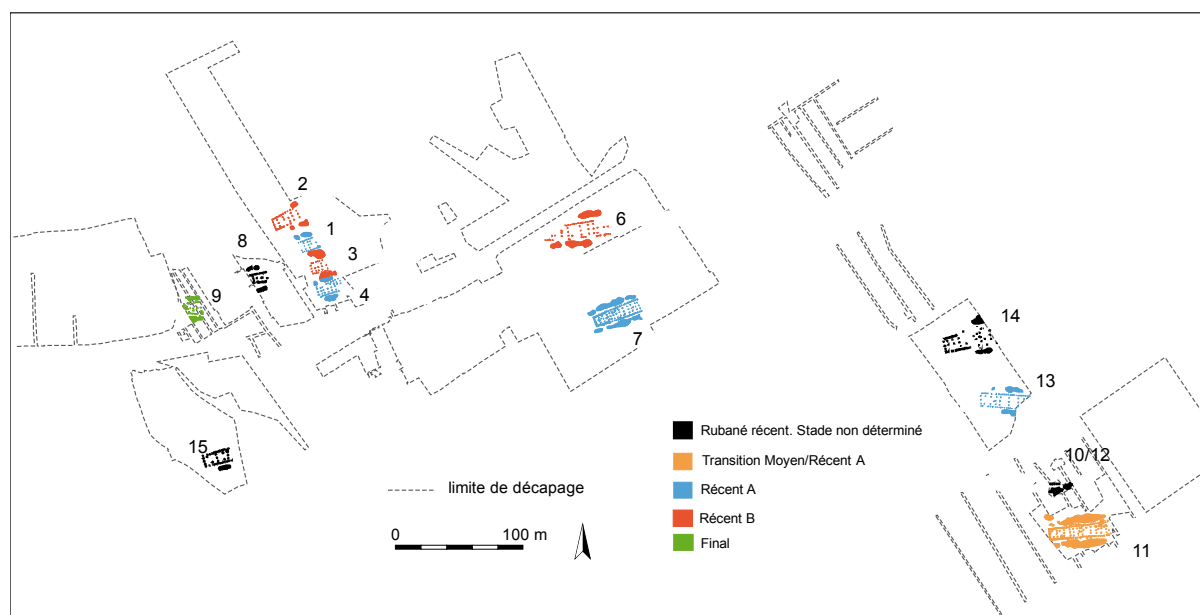 2
1
8
3
6
9
4
7
14
13
15
10/12
11
Rubané récent. Stade non déterminé
Transition Moyen/Récent A
Récent A
Récent B
Final
limite de décapage
0 100 m